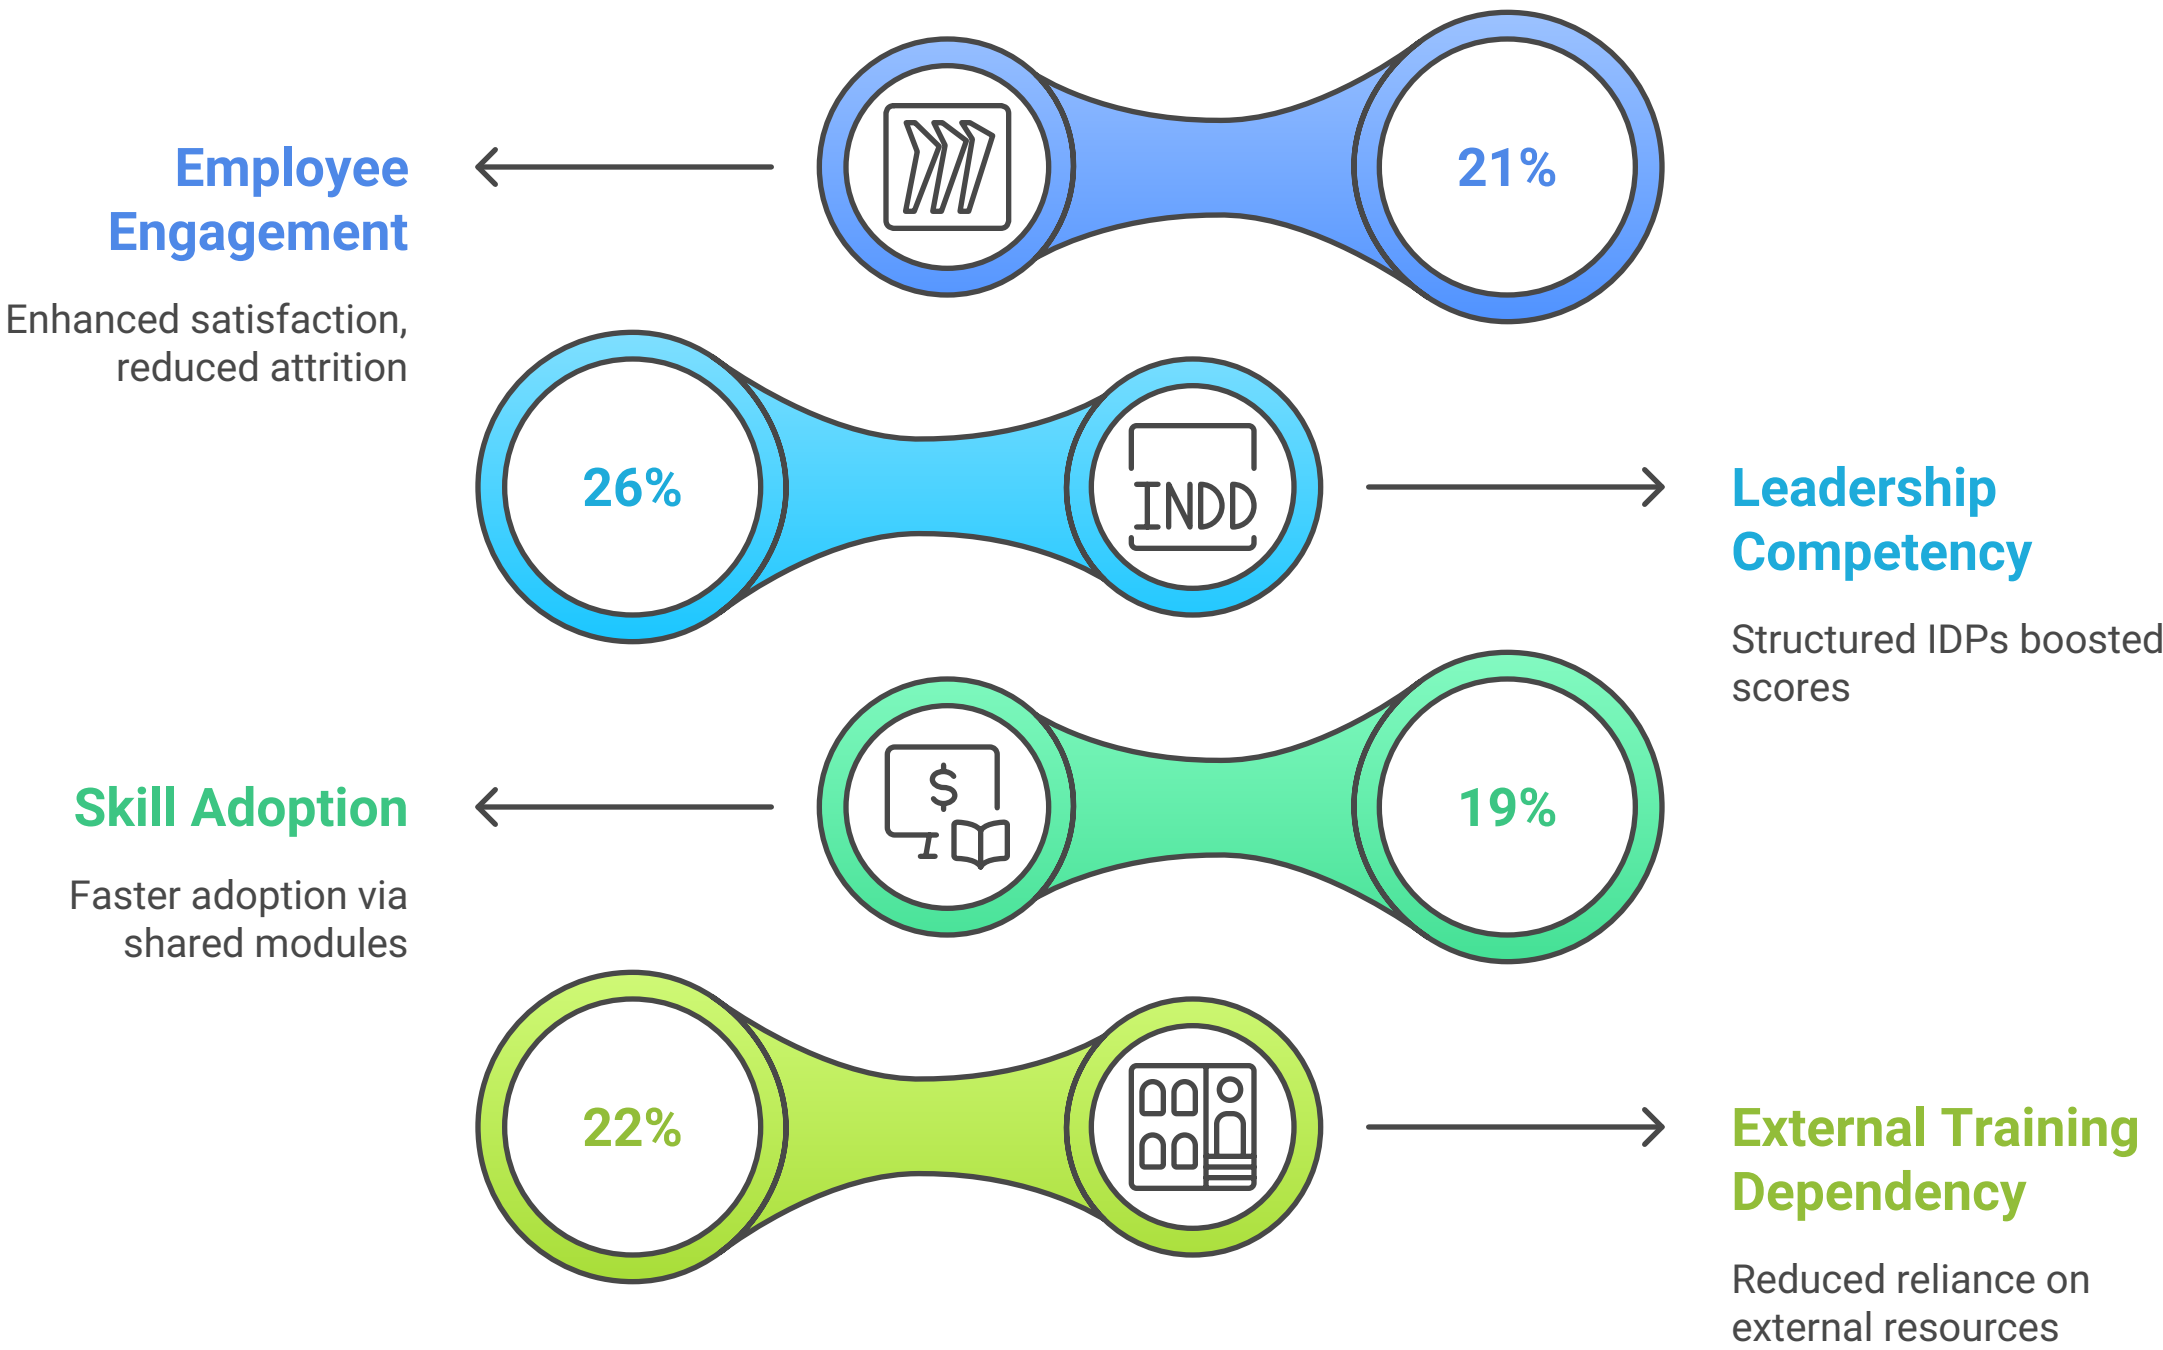 Employee
Engagement
Enhanced satisfaction,
reduced attrition
21%
26%
INDD
Leadership
Competency
Structured IDPs boosted
scores
Skill Adoption
Faster adoption via
shared modules
$
19%
22%
External Training
Dependency
Reduced reliance on
external resources